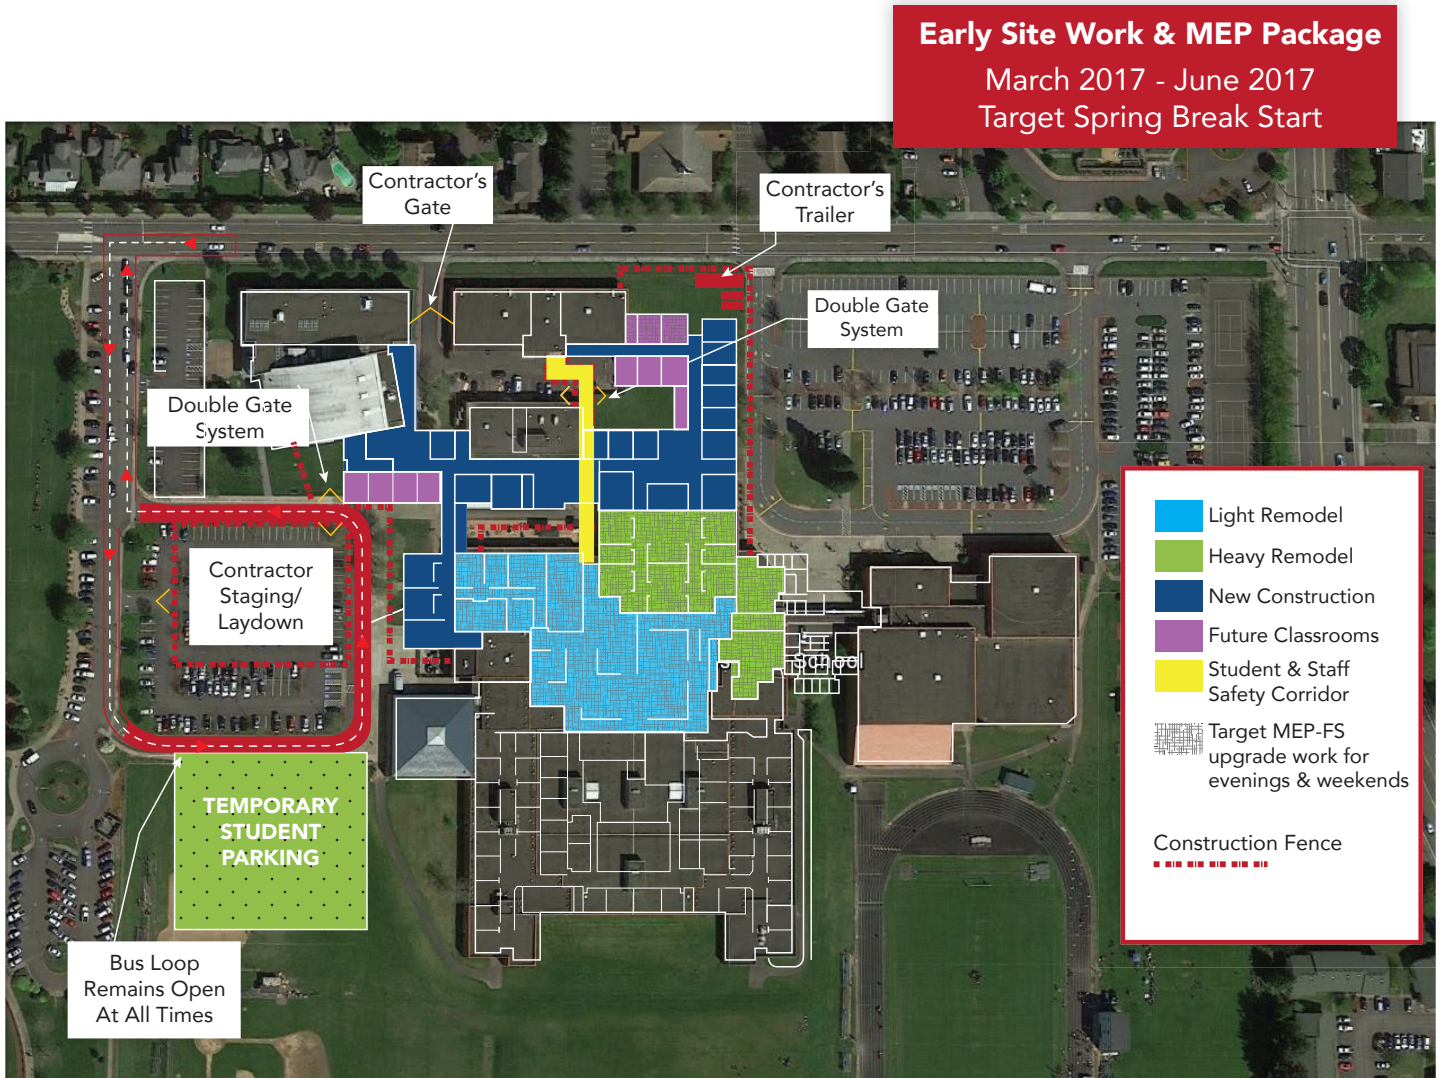 Early Site Work & MEP Package
March 2017 - June 2017
Target Spring Break Start
Contractor's
Gate
Contractor's
Trailer
Double Gate
System
Double Gate
System
Contractor
Staging/
Laydown
School
TEMPORARY
STUDENT
PARKING
Bus Loop
Remains Open
At All Times
Light Remodel
Heavy Remodel
New Construction
Future Classrooms
Student & Staff
Safety Corridor
Target MEP-FS
upgrade work for
evenings & weekends
Construction Fence